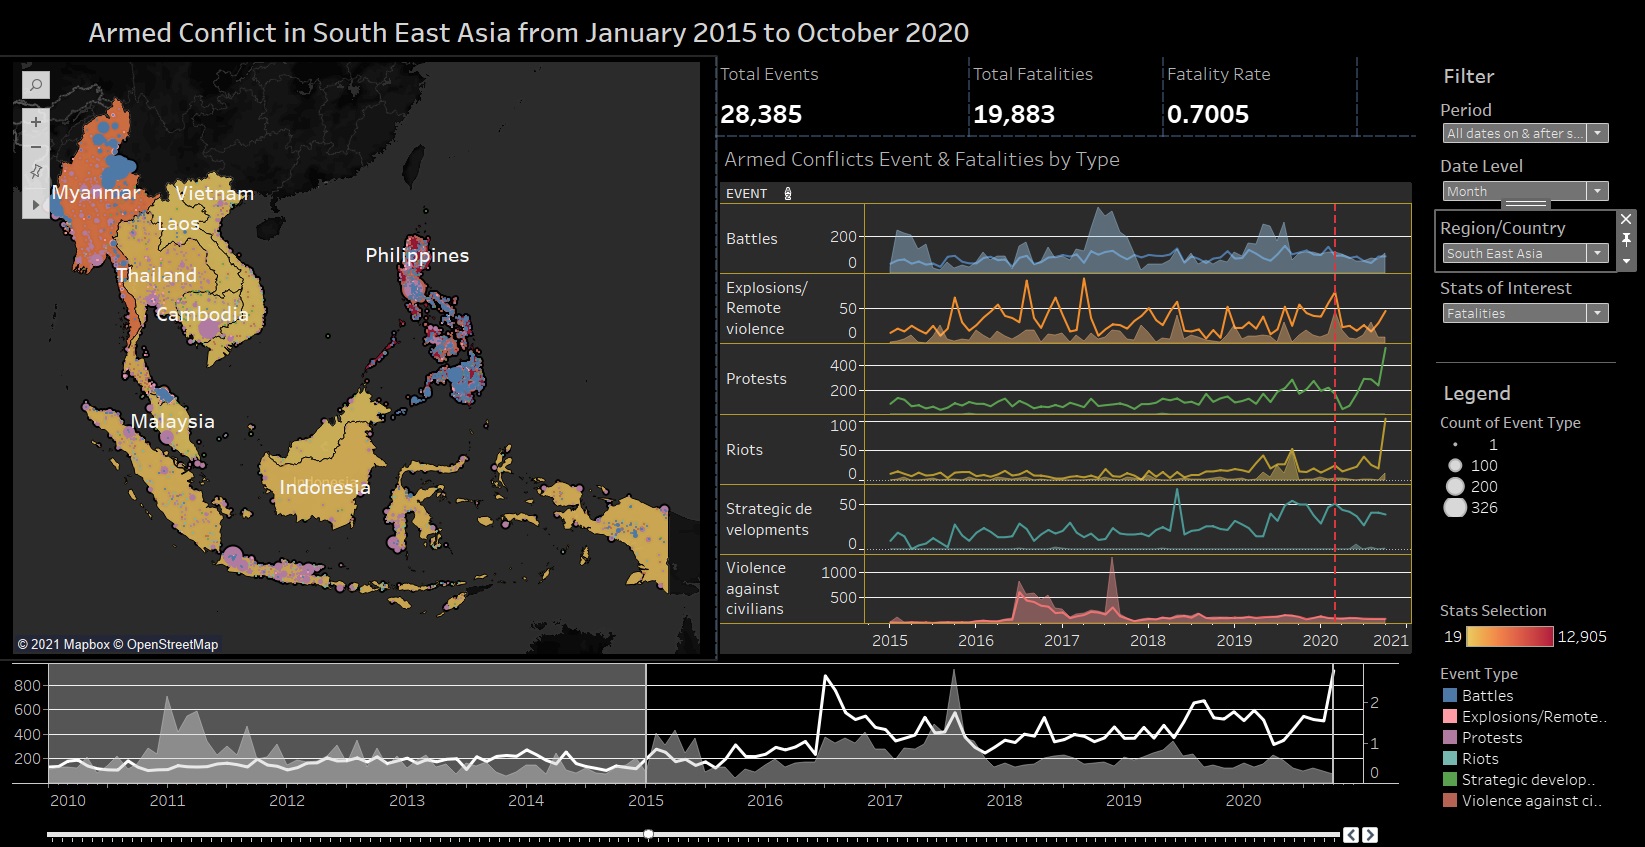 Armed Conflict in South East Asia from January 2015 to October 2020
Myanmar
Vietnam
Laos
Thailand
Cambodia
Philippines
Malaysia
Indonesia
© 2021 Mapbox © OpenStreetMap
Total Events
28,385
Total Fatalities
19,883
Fatality Rate
0.7005
Armed Conflicts Event & Fatalities by Type
EVENT
Battles
200
0
Explosions/
Remote
violence
50
0
Protests
400
200
Riots
100
50
0
Strategic de
velopments
50
0
Violence
against
civilians
1000
500
2015 2016 2017 2018 2019 2020 2021
Filter
Period
All dates on & after s...
Date Level
Month
Region/Country
South East Asia
Stats of Interest
Fatalities
Legend
Count of Event Type
1
100
200
326
Stats Selection
19 12,905
Event Type
Battles
Explosions/Remote..
Protests
Riots
Strategic develop..
Violence against ci..
800
600
400
200
2
1
0
2010 2011 2012 2013 2014 2015 2016 2017 2018 2019 2020